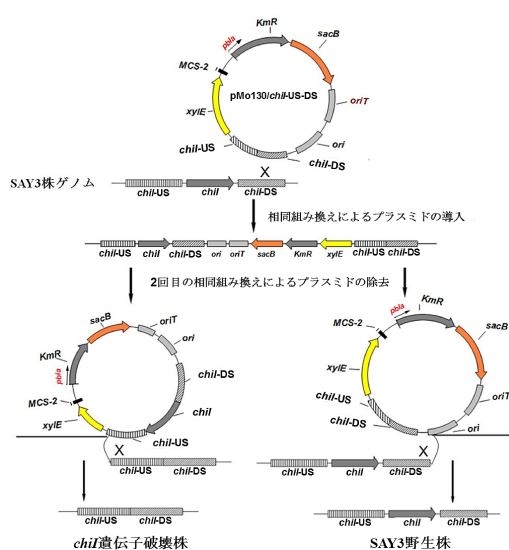 KmR
pbla
sacB
MCS-2
pMo130/chiI-US-DS
oriT
xylE
ori
chiI-US
chiI-DS
X
SAY3株ゲノム
chiI-US
chiI
chiI-DS
相同組み換えによるプラスミドの導入
chiI-US
chiI
chiI-DS
ori
oriT
sacB
KmR
xylE
chiI-US
chiI-DS
2回目の相同組み換えによるプラスミドの除去
sacB
oriT
KmR
ori
pbla
chiI-DS
MCS-2
chiI
xylE
chiI-US
X
chiI-US
chiI-DS
chiI-US
chiI-DS
chiI遺伝子破壊株
pbla
KmR
MCS-2
sacB
xylE
chiI-US
oriT
chiI-DS
ori
X
chiI-US
chiI
chiI-DS
chiI-US
chiI
chiI-DS
SAY3野生株